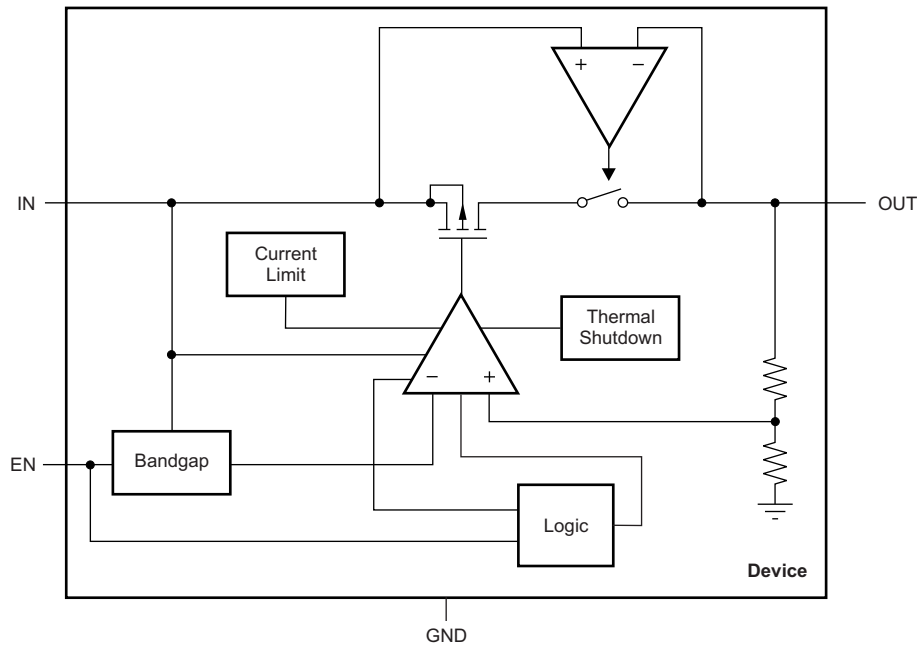 + −
IN
OUT
Current
Limit
Thermal
Shutdown
− +
EN
Bandgap
Logic
Device
GND